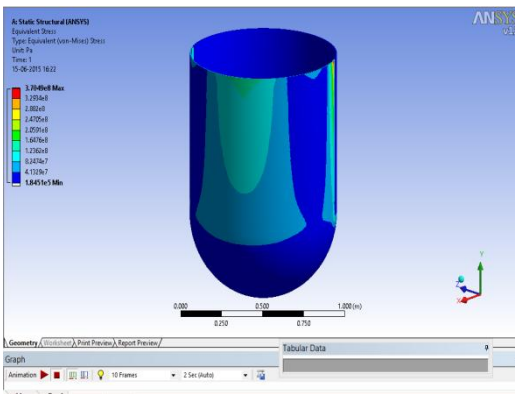 A: Static Structural (ANSYS)
Equivalent Stress
Type: Equivalent (von-Mises) Stress
Unit: Pa
Time: 1
15-06-2015 16:22
3.7049e8 Max
3.2934e8
2.882e8
2.4705e8
2.0591e8
1.6476e8
1.2362e8
8.2474e7
4.1329e7
1.8451e5 Min
ANSYS
0.000 0.500 1.000 (m)
0.250 0.750
Y
Z
X
Geometry Worksheet Print Preview Report Preview
Graph
Tabular Data
Animation 10 Frames 2 Sec (Auto)